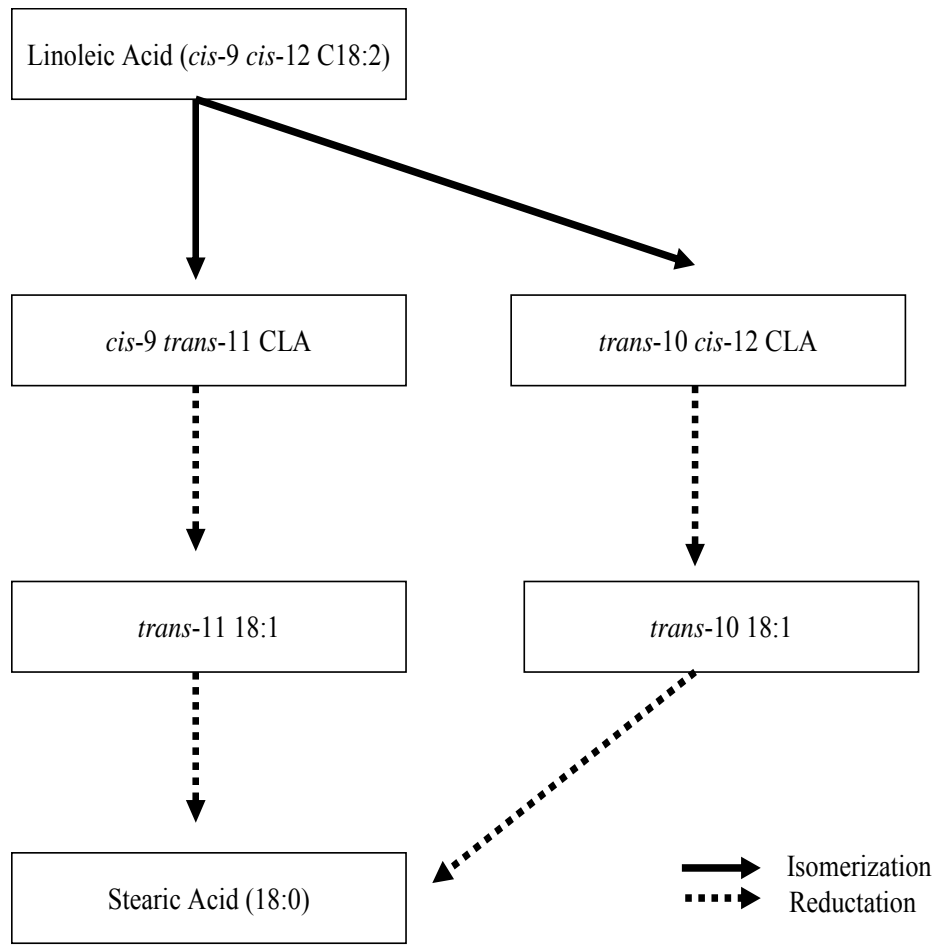 Linoleic Acid (cis-9 cis-12 C18:2)
cis-9 trans-11 CLA
trans-10 cis-12 CLA
trans-11 18:1
trans-10 18:1
Stearic Acid (18:0)
Isomerization
Reductation